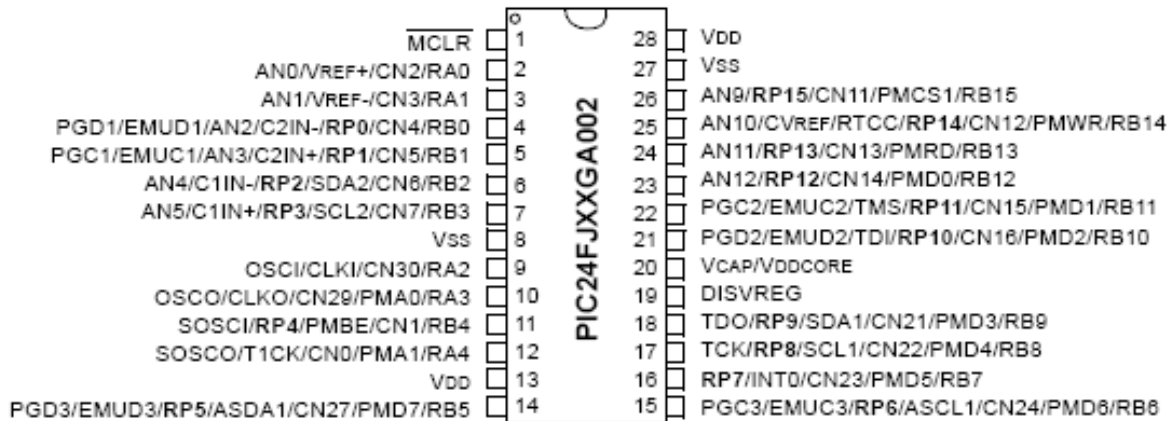 MCLR 1 28 VDD
AN0/VREF+/CN2/RA0 2 27 VSS
AN1/VREF-/CN3/RA1 3 26 AN9/RP15/CN11/PMCS1/RB15
PGD1/EMUD1/AN2/C2IN-/RP0/CN4/RB0 4 25 AN10/CVREF/RTCC/RP14/CN12/PMWR/RB14
PGC1/EMUC1/AN3/C2IN+/RP1/CN5/RB1 5 24 AN11/RP13/CN13/PMRD/RB13
AN4/C1IN-/RP2/SDA2/CN6/RB2 6 23 AN12/RP12/CN14/PMD0/RB12
AN5/C1IN+/RP3/SCL2/CN7/RB3 7 22 PGC2/EMUC2/TMS/RP11/CN15/PMD1/RB11
VSS 8 21 PGD2/EMUD2/TDI/RP10/CN16/PMD2/RB10
OSCI/CLKI/CN30/RA2 9 20 VCAP/VDDCORE
OSCO/CLKO/CN29/PMA0/RA3 10 19 DISVREG
SOSCI/RP4/PMBE/CN1/RB4 11 18 TDO/RP9/SDA1/CN21/PMD3/RB9
SOSCO/T1CK/CN0/PMA1/RA4 12 17 TCK/RP8/SCL1/CN22/PMD4/RB8
VDD 13 16 RP7/INT0/CN23/PMD5/RB7
PGD3/EMUD3/RP5/ASDA1/CN27/PMD7/RB5 14 15 PGC3/EMUC3/RP6/ASCL1/CN24/PMD6/RB6
PIC24FJXXGA002